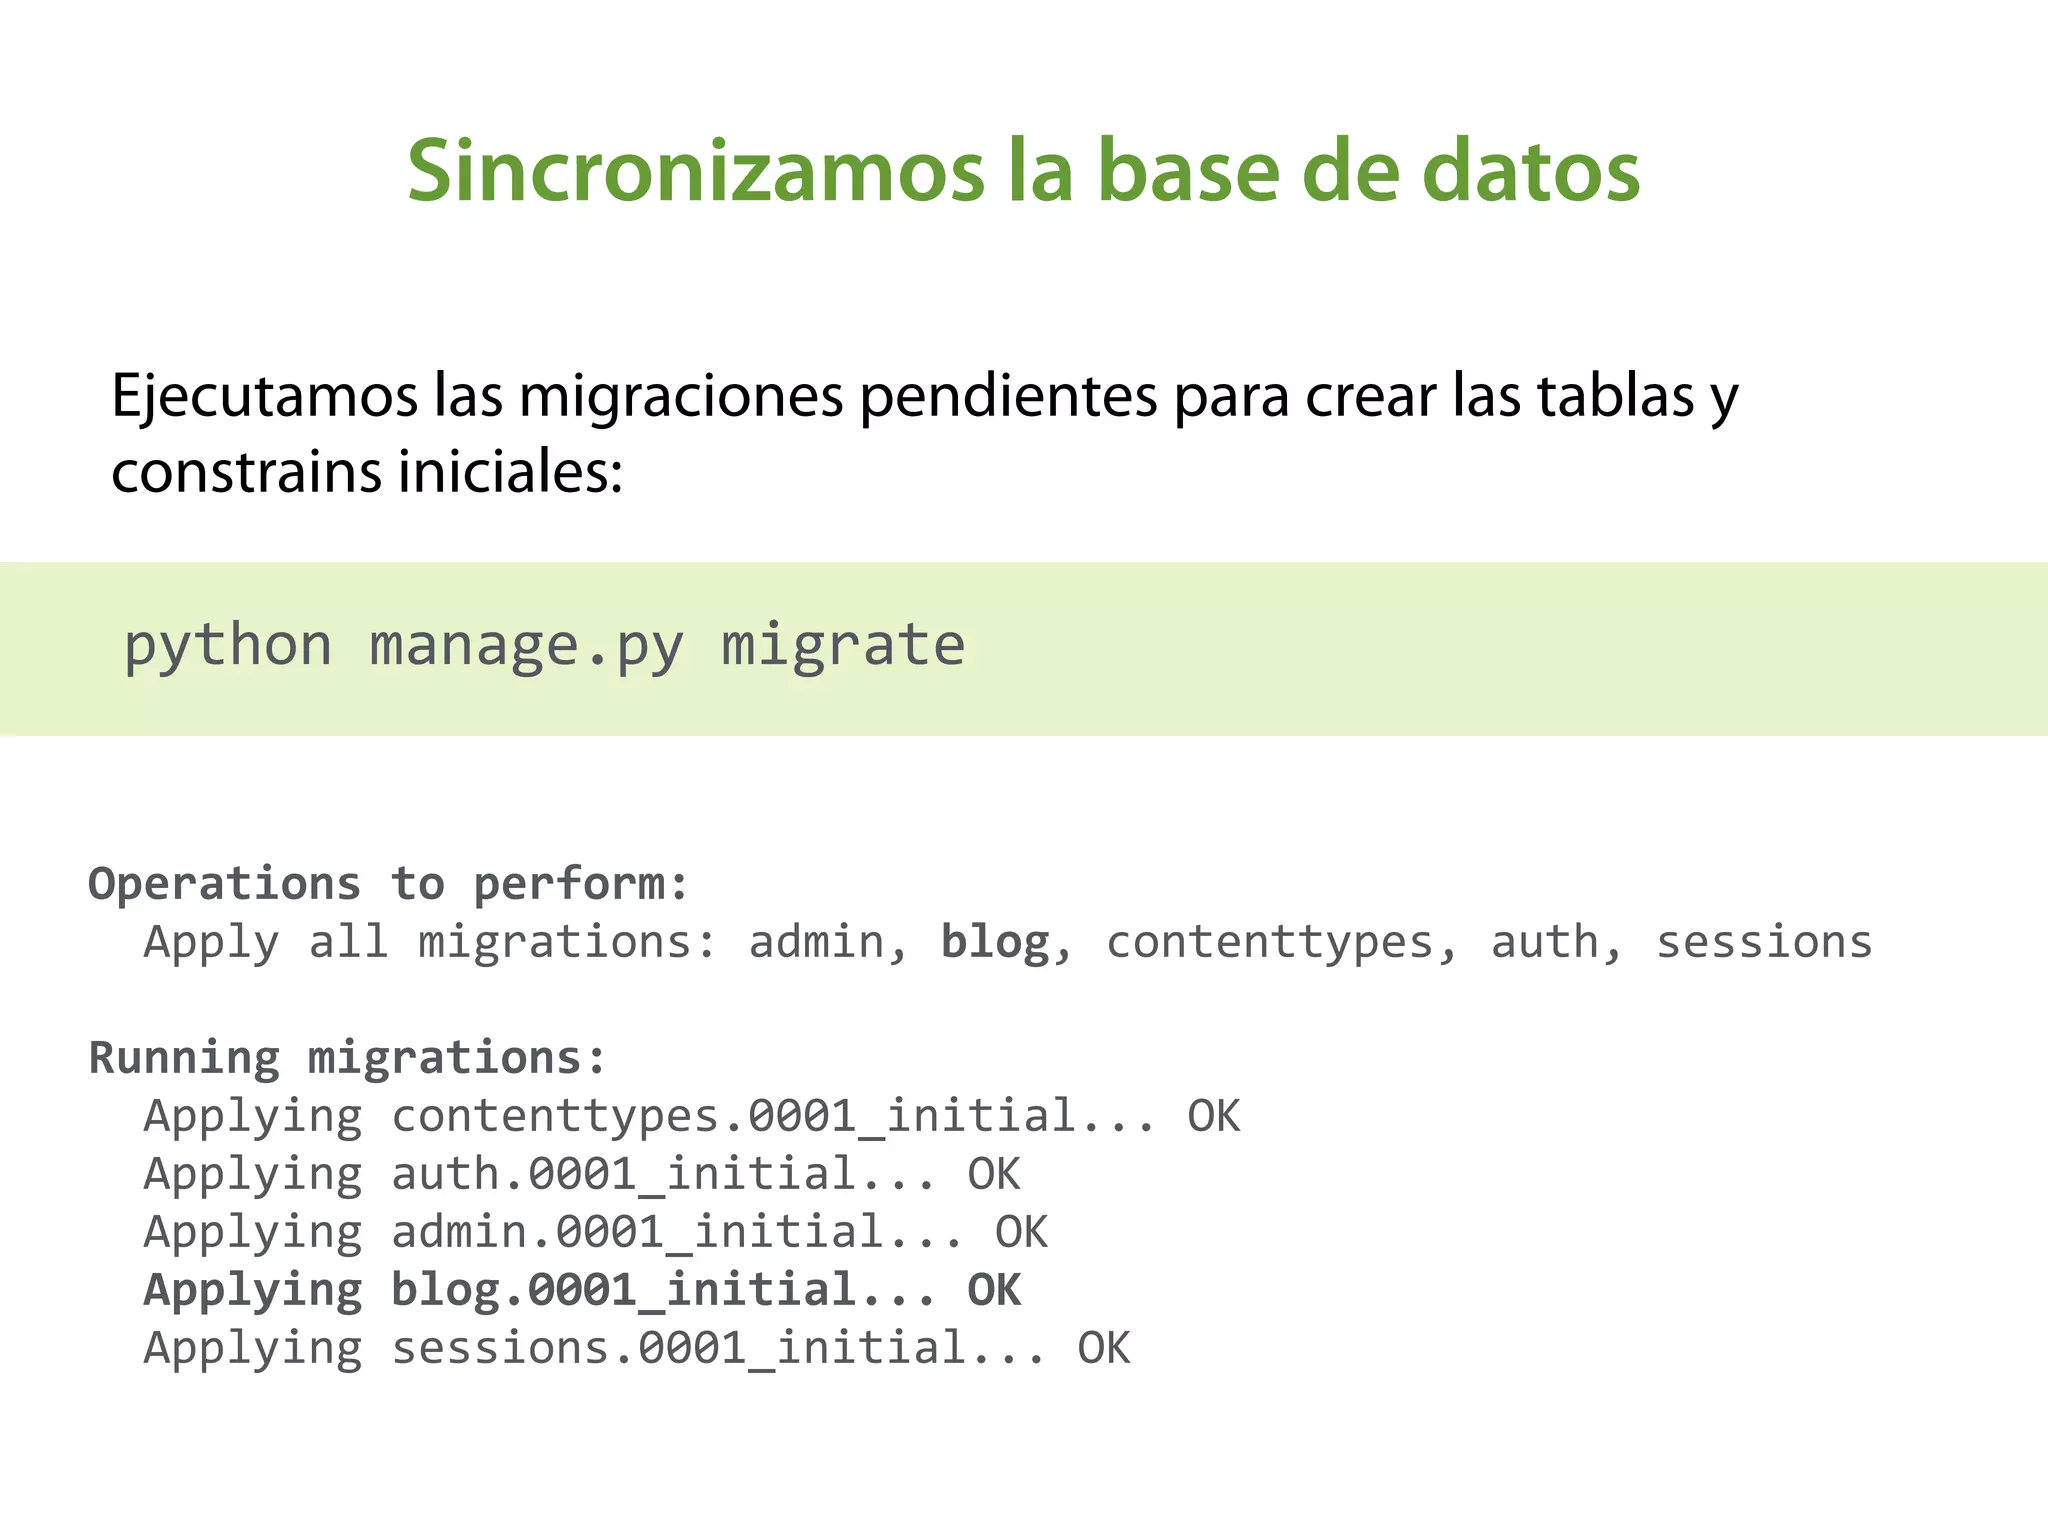 Sincronizamos la base de datos
Ejecutamos las migraciones pendientes para crear las tablas y
constrains iniciales:
python manage.py migrate
Operations to perform:
  Apply all migrations: admin, blog, contenttypes, auth, sessions
Running migrations:
  Applying contenttypes.0001_initial... OK
  Applying auth.0001_initial... OK
  Applying admin.0001_initial... OK
  Applying blog.0001_initial... OK
  Applying sessions.0001_initial... OK